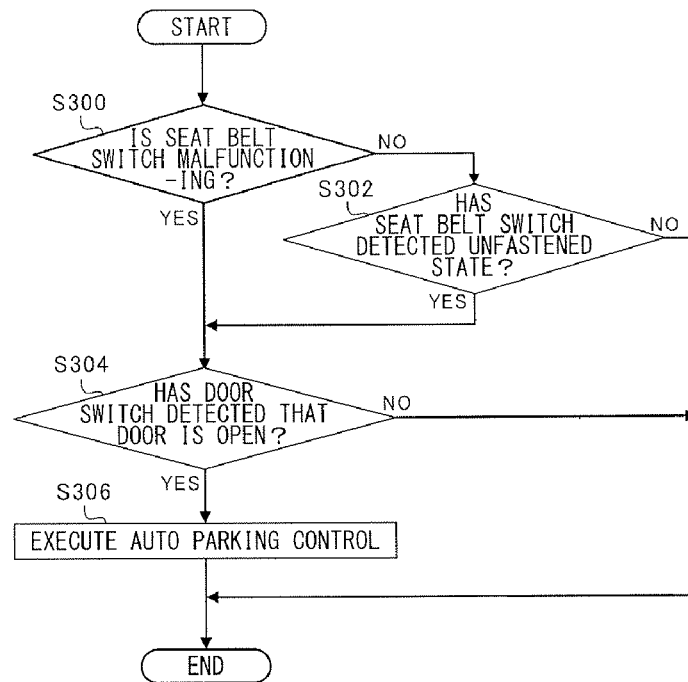 START
S300
IS SEAT BELT
SWITCH MALFUNCTION
-ING?
NO
YES
S302
HAS
SEAT BELT SWITCH
DETECTED UNFASTENED
STATE?
NO
YES
S304
HAS DOOR
SWITCH DETECTED THAT
DOOR IS OPEN?
NO
YES
S306
EXECUTE AUTO PARKING CONTROL
END